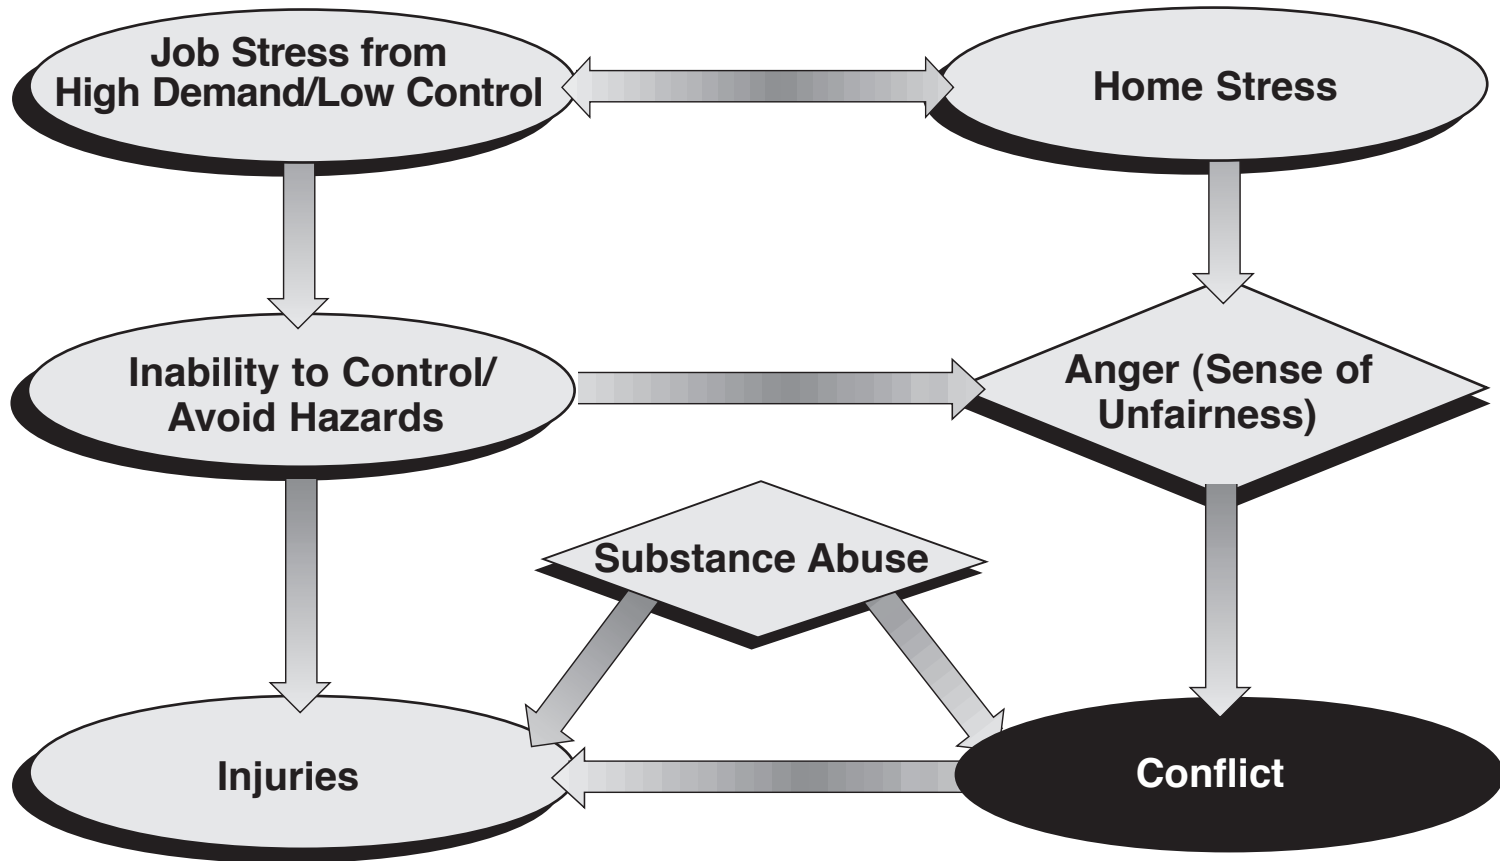 Job Stress from
High Demand/Low Control
Home Stress
Inability to Control/
Avoid Hazards
Anger (Sense of
Unfairness)
Substance Abuse
Injuries
Conflict